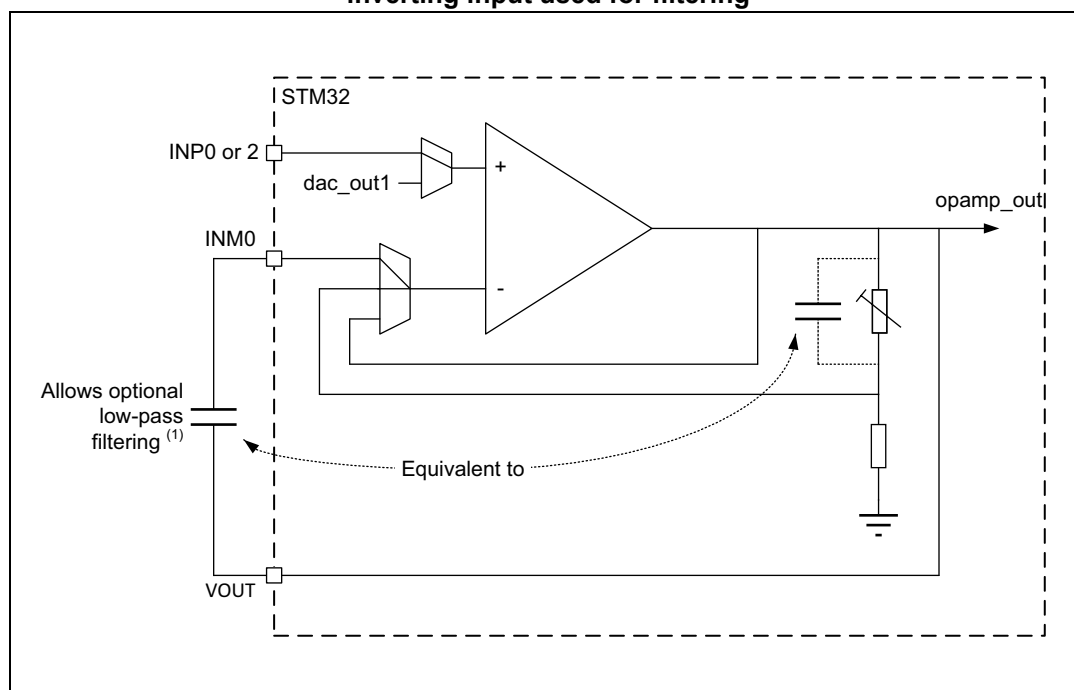 Inverting input used for filtering
STM32
INP0 or 2
dac_out1
+
opamp_out
INM0
-
Allows optional
low-pass
filtering (1)
Equivalent to
VOUT